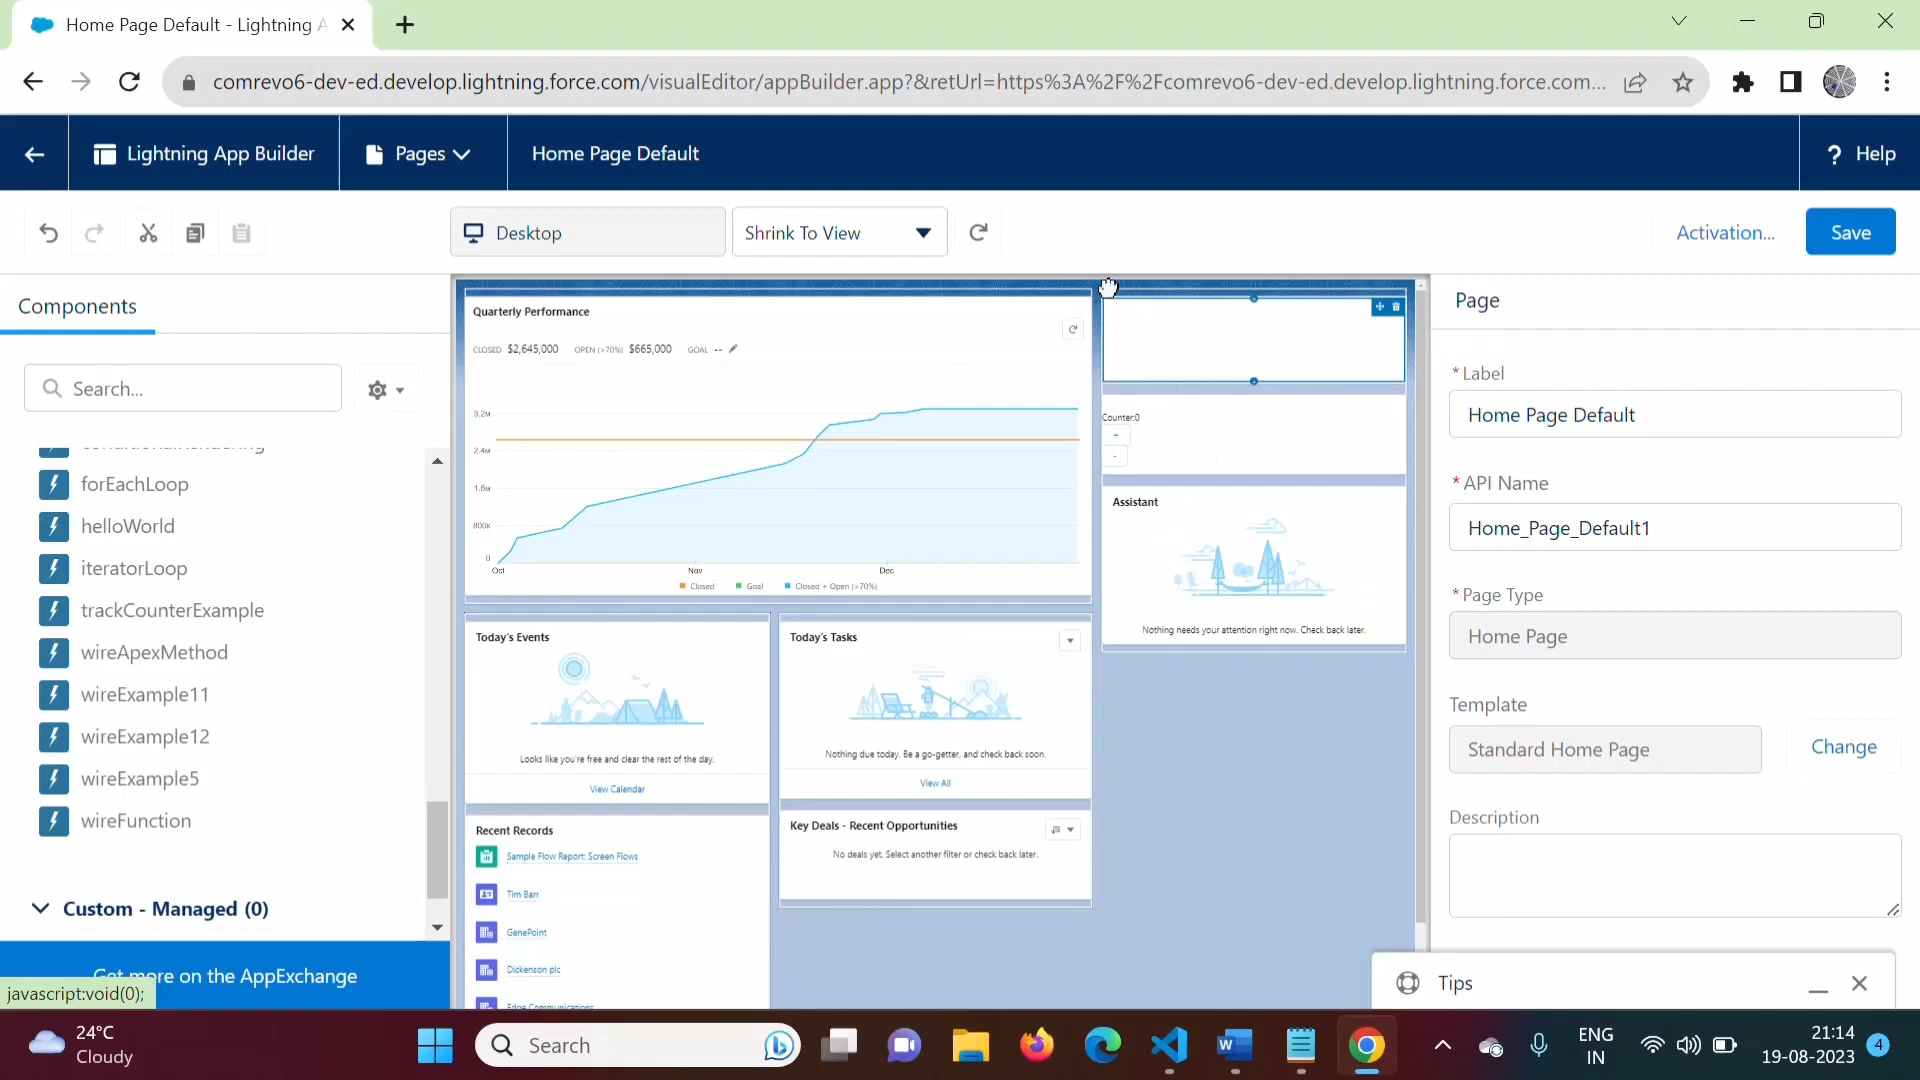 Home Page Default - Lightning A
comrevo6-dev-ed.develop.lightning.force.com/visualEditor/appBuilder.app?&retUrl=https%3A%2F%2Fcomrevo6-dev-ed.develop.lightning.force.com...
Lightning App Builder
Pages
Home Page Default
? Help
Desktop
Shrink To View
Activation...
Save
Components
Search...
conditionalRendering
forEachLoop
helloWorld
iteratorLoop
trackCounterExample
wireApexMethod
wireExample11
wireExample12
wireExample5
wireFunction
Custom - Managed (0)
Get more on the AppExchange
javascript:void(0);
Quarterly Performance
CLOSED $2,645,000 OPEN (>70%) $665,000 GOAL --
3.2M
2.4M
1.6M
800K
0
Oct Nov Dec
Closed Goal Closed + Open (>70%)
Today's Events
Looks like you're free and clear the rest of the day.
View Calendar
Recent Records
Sample Flow Report: Screen Flows
Tim Barr
GenePoint
Dickenson plc
Edge Communications
Today's Tasks
Nothing due today. Be a go-getter, and check back soon.
View All
Key Deals - Recent Opportunities
No deals yet. Select another filter or check back later.
Counter:0
+
-
Assistant
Nothing needs your attention right now. Check back later.
Page
*Label
Home Page Default
*API Name
Home_Page_Default1
*Page Type
Home Page
Template
Standard Home Page
Change
Description
Tips
24°C
Cloudy
Search
ENG
IN
21:14
19-08-2023
4